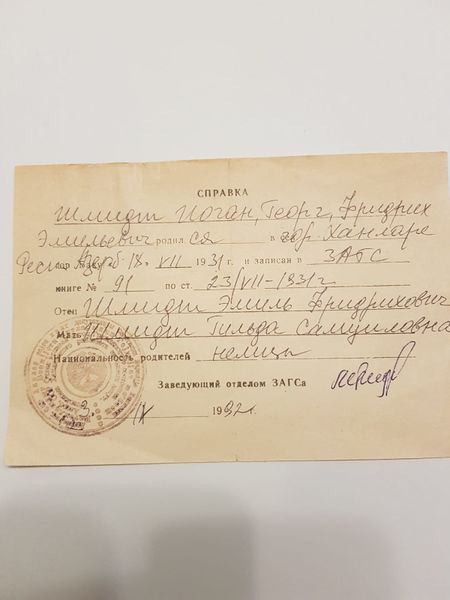 СПРАВКА
Шмидт Иоган, Георг, Фридрих
Эмильевич родился в гор. Ханларе
Респ. Азерб. 18 VII 1931 г. и записан в ЗАГС
книге № 91 по ст. 23/VII-1931 г
Отец Шмидт Эмиль Фридрихович
Мать Шмидт Гильда Самуиловна
Национальность родителей немцы
Заведующий отделом ЗАГСа
IX 1992 г.